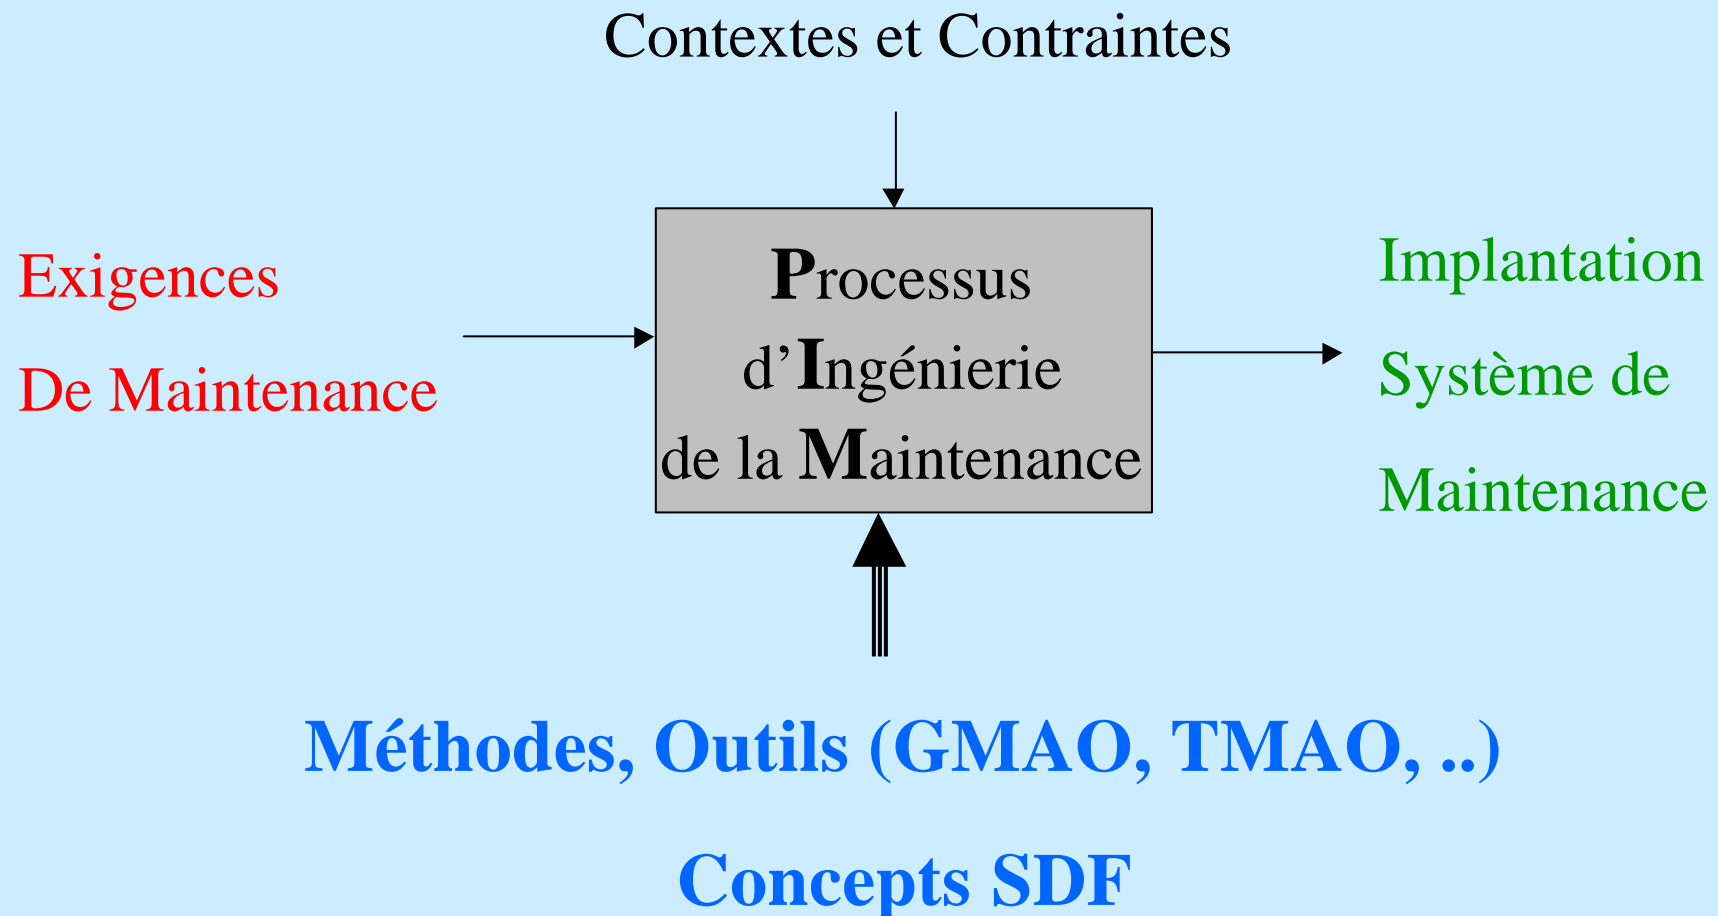 Contextes et Contraintes
Exigences
De Maintenance
Processus
d’Ingénierie
de la Maintenance
Implantation
Système de
Maintenance
Méthodes, Outils (GMAO, TMAO, ..)
Concepts SDF